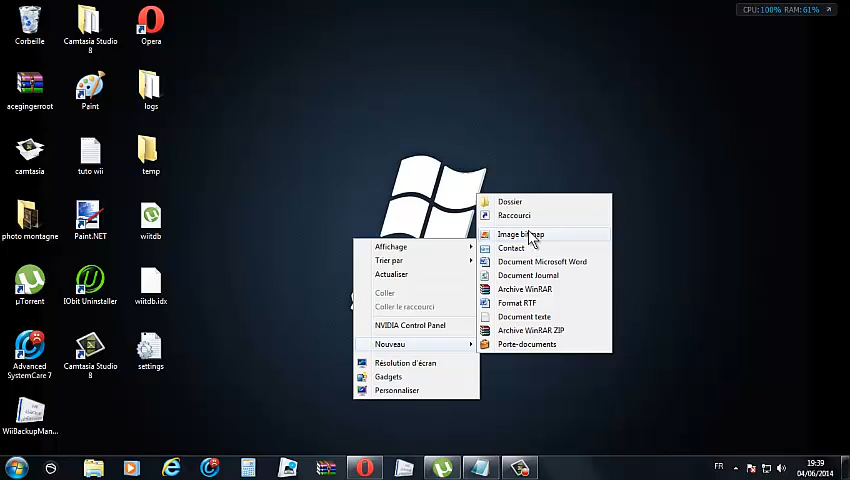 CPU:100% RAM:61%
Corbeille
Camtasia Studio
8
Opera
acegingerroot
Paint
logs
camtasia
tuto wii
temp
photo montagne
Paint.NET
wiitdb
µTorrent
IObit Uninstaller
wiitdb.idx
Advanced
SystemCare 7
Camtasia Studio
8
settings
WiiBackupMan...
Affichage
Trier par
Actualiser
Coller
Coller le raccourci
NVIDIA Control Panel
Nouveau
Résolution d'écran
Gadgets
Personnaliser
Dossier
Raccourci
Image bitmap
Contact
Document Microsoft Word
Document Journal
Archive WinRAR
Format RTF
Document texte
Archive WinRAR ZIP
Porte-documents
FR
19:39
04/06/2014